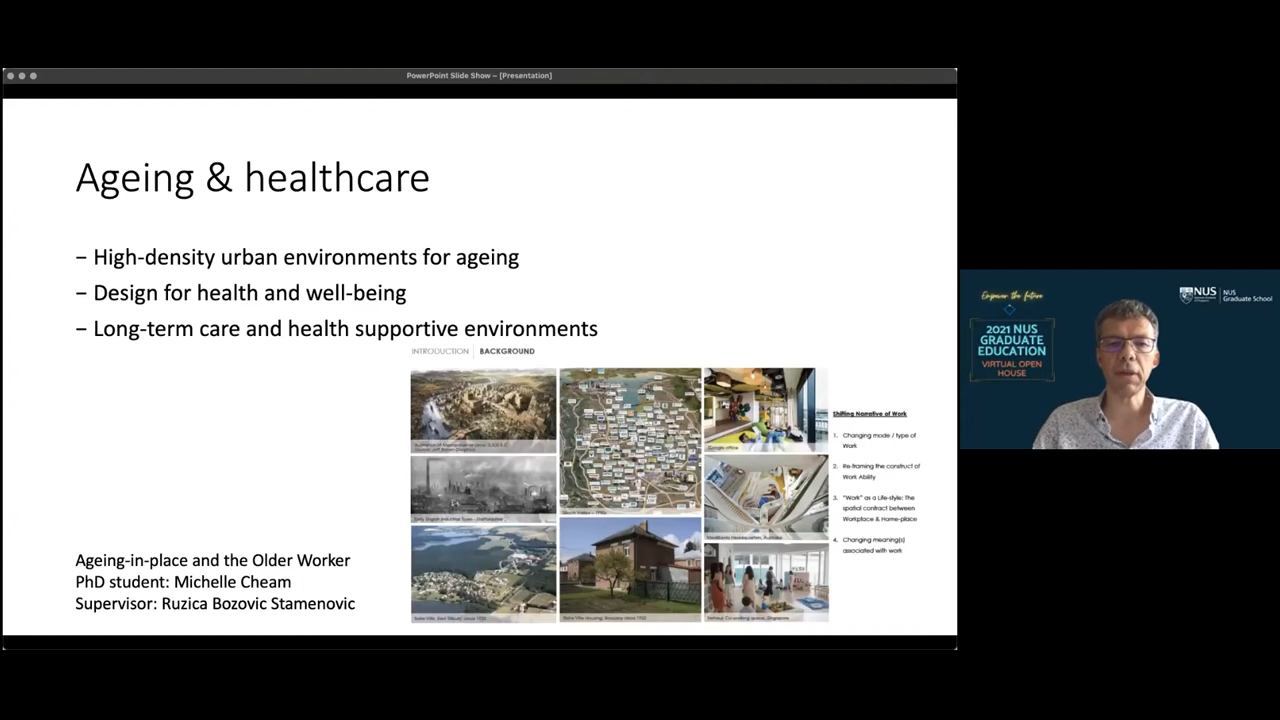 PowerPoint Slide Show – [Presentation]
Ageing & healthcare
– High-density urban environments for ageing
– Design for health and well-being
– Long-term care and health supportive environments
INTRODUCTION | BACKGROUND
Google office
Shifting Narrative of Work
1. Changing mode / type of
Work
2. Re-framing the construct of
Work Ability
3. "Work" as a Life-style: The
spatial contract between
Workplace & Home-place
4. Changing meaning(s)
associated with work
Ageing-in-place and the Older Worker
PhD student: Michelle Cheam
Supervisor: Ruzica Bozovic Stamenovic
Empower the future
2021 NUS
GRADUATE
EDUCATION
VIRTUAL OPEN
HOUSE
NUS
NUS
Graduate School